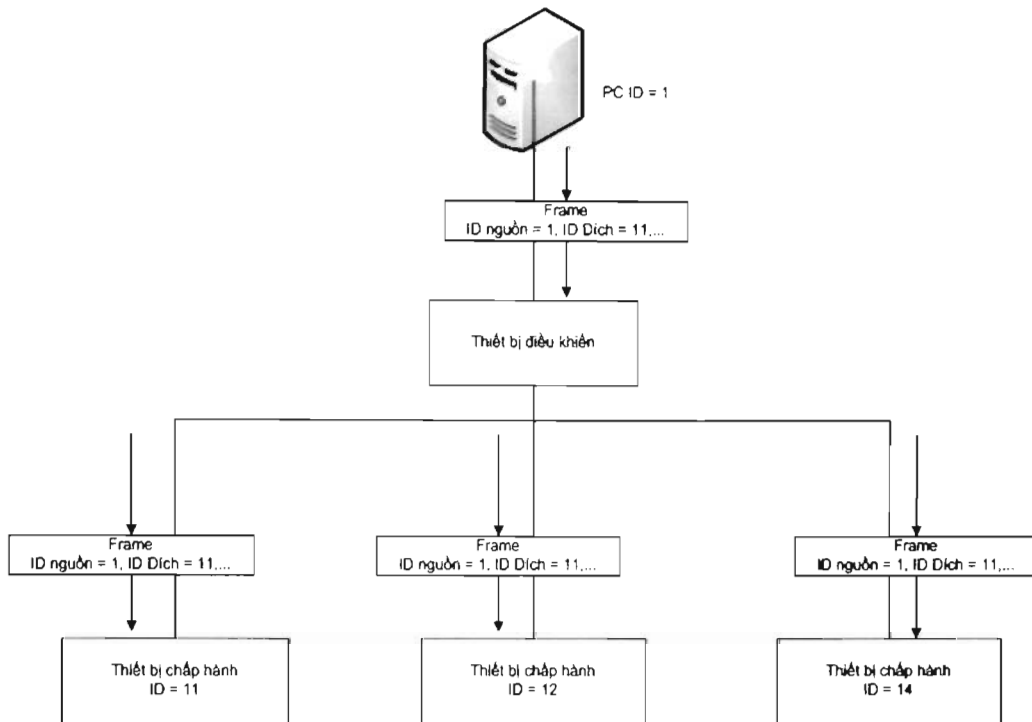 PC ID = 1
Frame
ID nguồn = 1, ID Đích = 11,...
Thiết bị điều khiển
Frame
ID nguồn = 1, ID Đích = 11,...
Frame
ID nguồn = 1, ID Đích = 11,...
Frame
ID nguồn = 1, ID Đích = 11,...
Thiết bị chấp hành
ID = 11
Thiết bị chấp hành
ID = 12
Thiết bị chấp hành
ID = 14